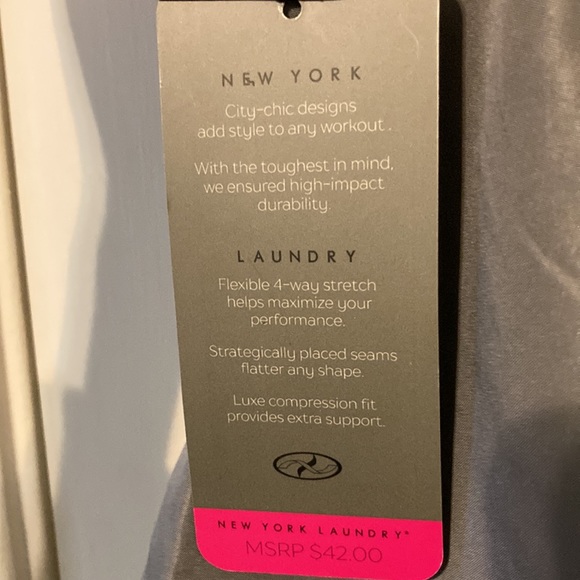 NEW YORK
City-chic designs
add style to any workout.
With the toughest in mind,
we ensured high-impact
durability.
LAUNDRY
Flexible 4-way stretch
helps maximize your
performance.
Strategically placed seams
flatter any shape.
Luxe compression fit
provides extra support.
NEW YORK LAUNDRY®
MSRP $42.00